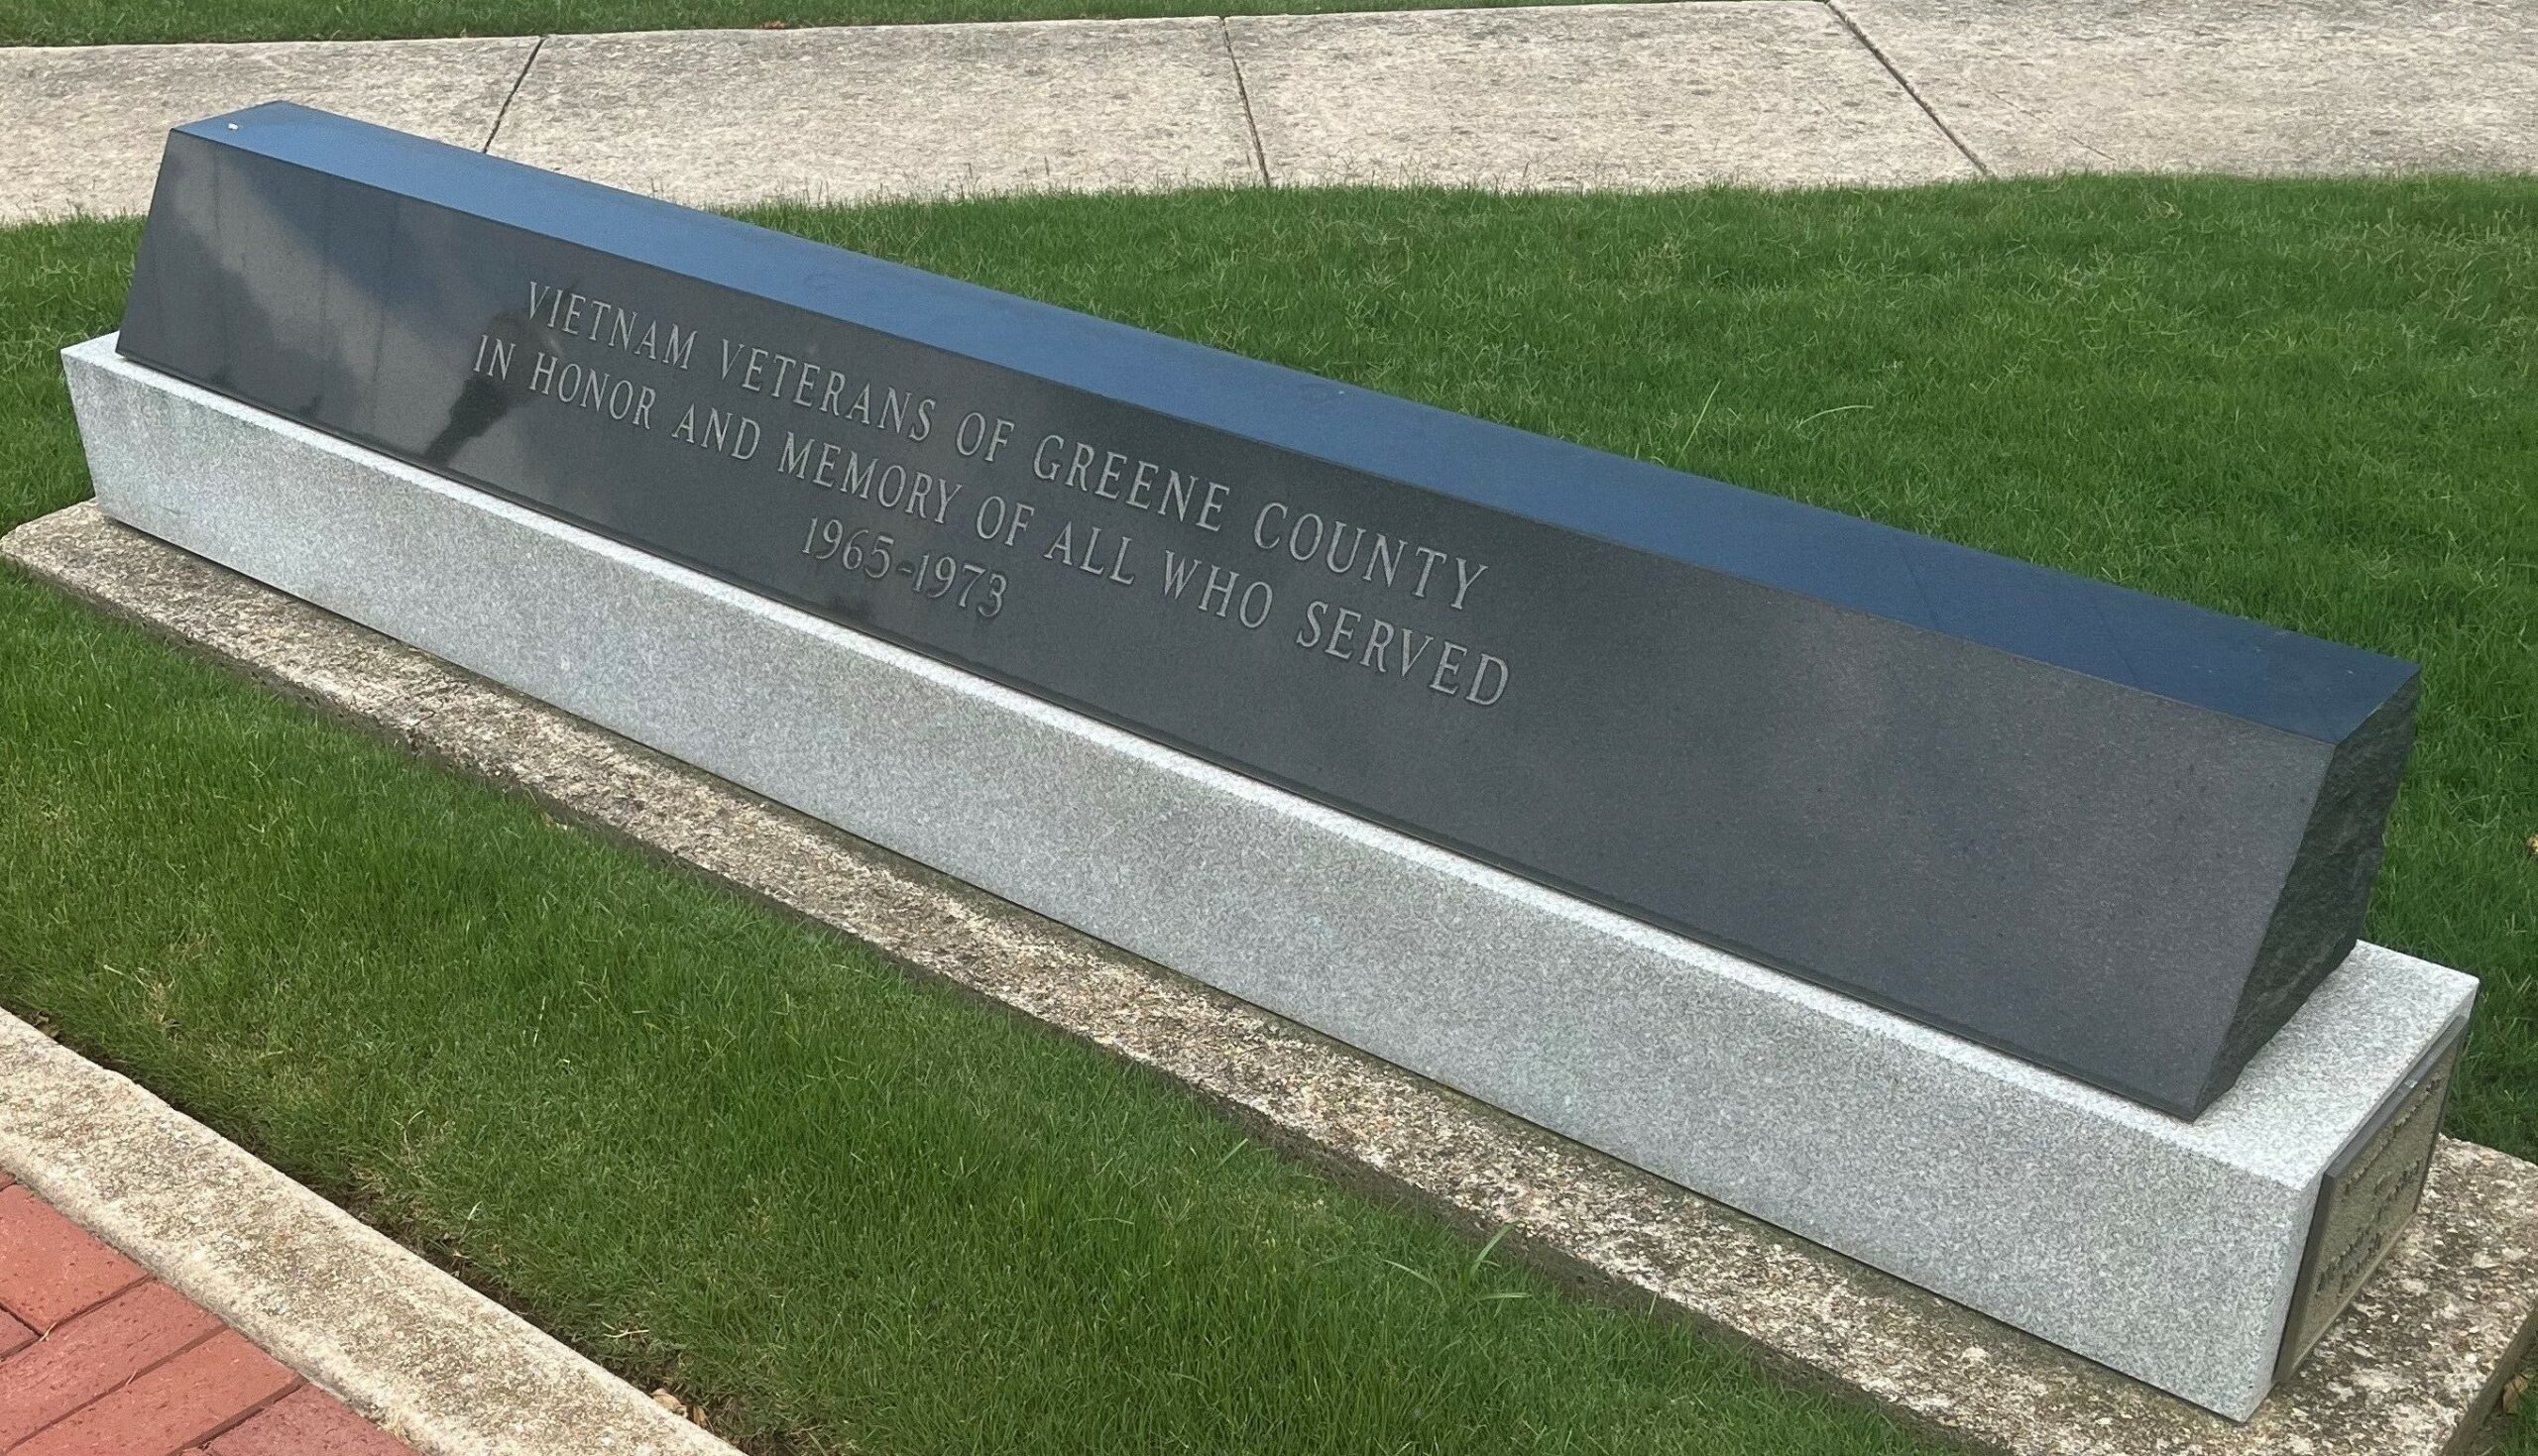 VIETNAM VETERANS OF GREENE COUNTY
IN HONOR AND MEMORY OF ALL WHO SERVED
1965-1973